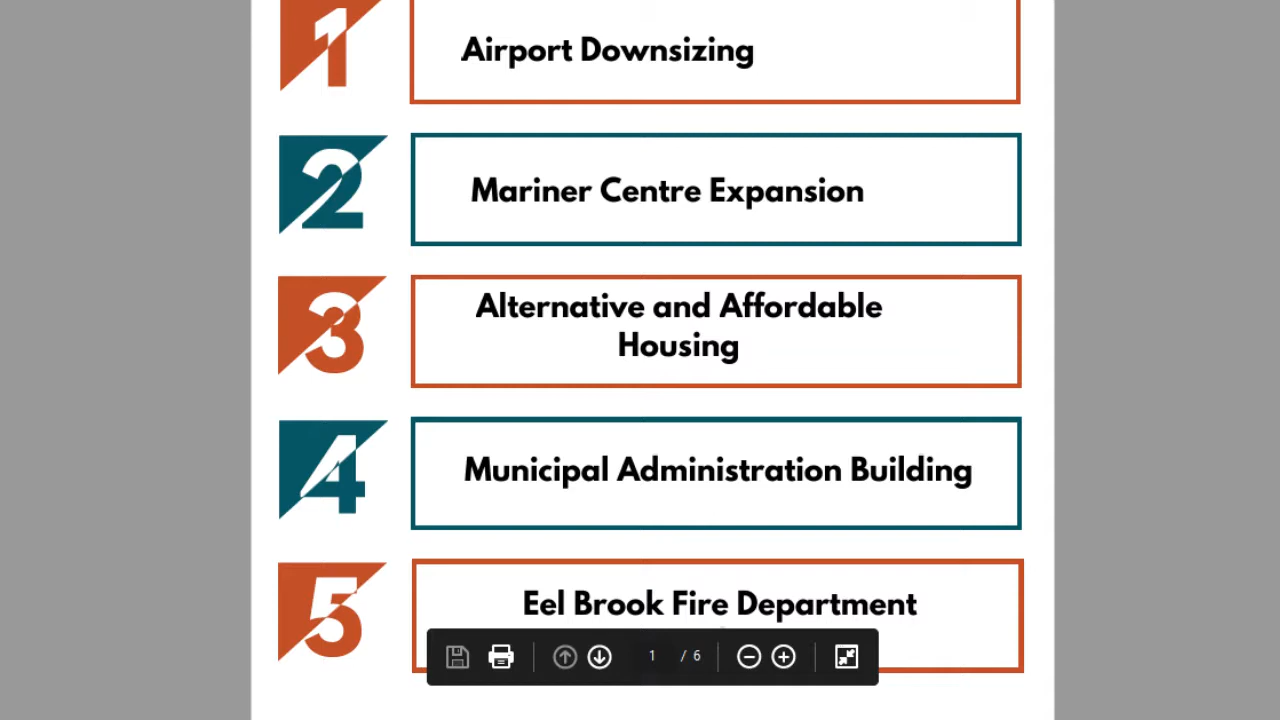 1
Airport Downsizing
2
Mariner Centre Expansion
3
Alternative and Affordable
Housing
4
Municipal Administration Building
5
Eel Brook Fire Department
1 / 6